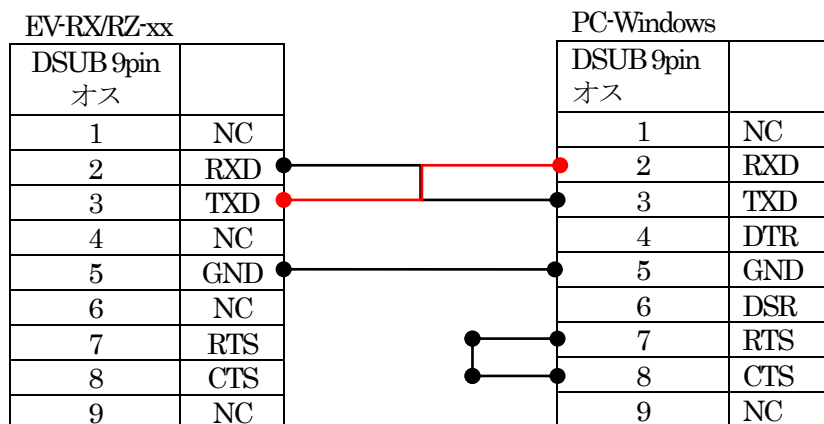 EV-RX/RZ-xx
DSUB 9pin
オス
1 NC
2 RXD
3 TXD
4 NC
5 GND
6 NC
7 RTS
8 CTS
9 NC
PC-Windows
DSUB 9pin
オス
1 NC
2 RXD
3 TXD
4 DTR
5 GND
6 DSR
7 RTS
8 CTS
9 NC